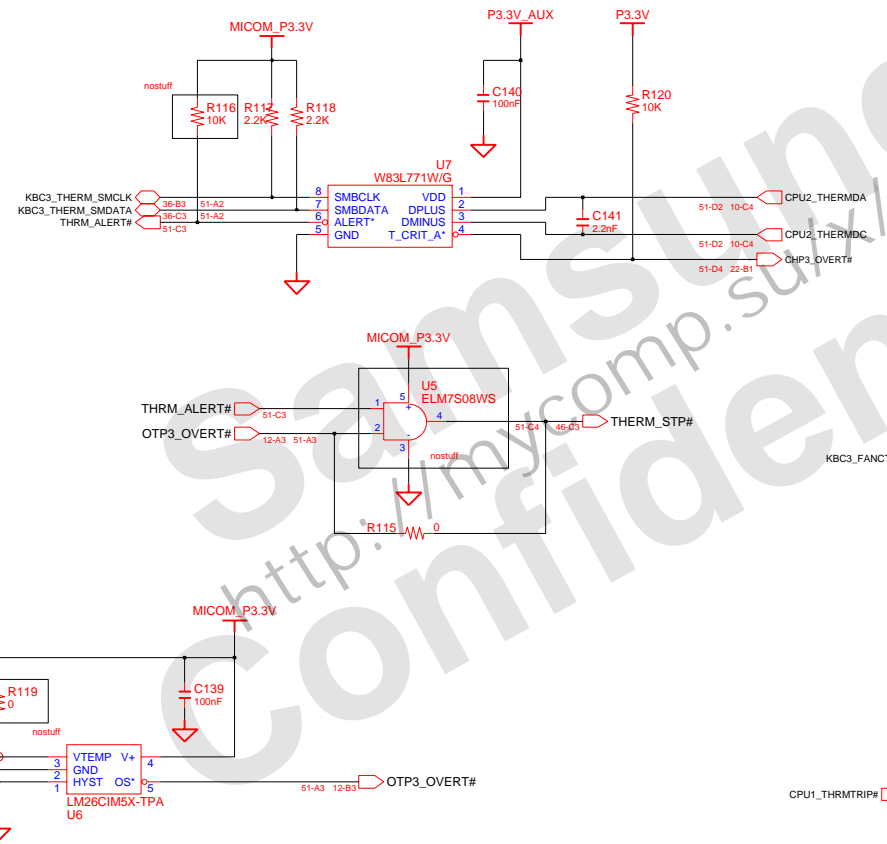 P3.3V_AUX P3.3V
MICOM_P3.3V
nostuff
R116
10K
R117
2.2K
R118
2.2K
C140
100nF
R120
10K
U7
W83L771W/G
KBC3_THERM_SMCLK 36-B3 51-A2 8 SMBCLK VDD 1
KBC3_THERM_SMDATA 36-C3 51-A2 7 SMBDATA DPLUS 2
THRM_ALERT# 51-C3 6 ALERT* DMINUS 3
5 GND T_CRIT_A* 4
C141
2.2nF
51-D2 10-C4 CPU2_THERMDA
51-D2 10-C4 CPU2_THERMDC
51-D4 22-B1 CHP3_OVERT#
MICOM_P3.3V
U5
ELM7S08WS
THRM_ALERT# 51-C3 1
OTP3_OVERT# 12-A3 51-A3 2
5
+
-
3
4
nostuff
51-C4 46-C3 THERM_STP#
R115 0
KBC3_FANCT
MICOM_P3.3V
R119
0
nostuff
C139
100nF
3 VTEMP V+ 4
2 GND
1 HYST OS* 5
LM26CIM5X-TPA
U6
51-A3 12-B3 OTP3_OVERT#
CPU1_THRMTRIP#
Samsung
Confiden
http://mycomp.su/x/